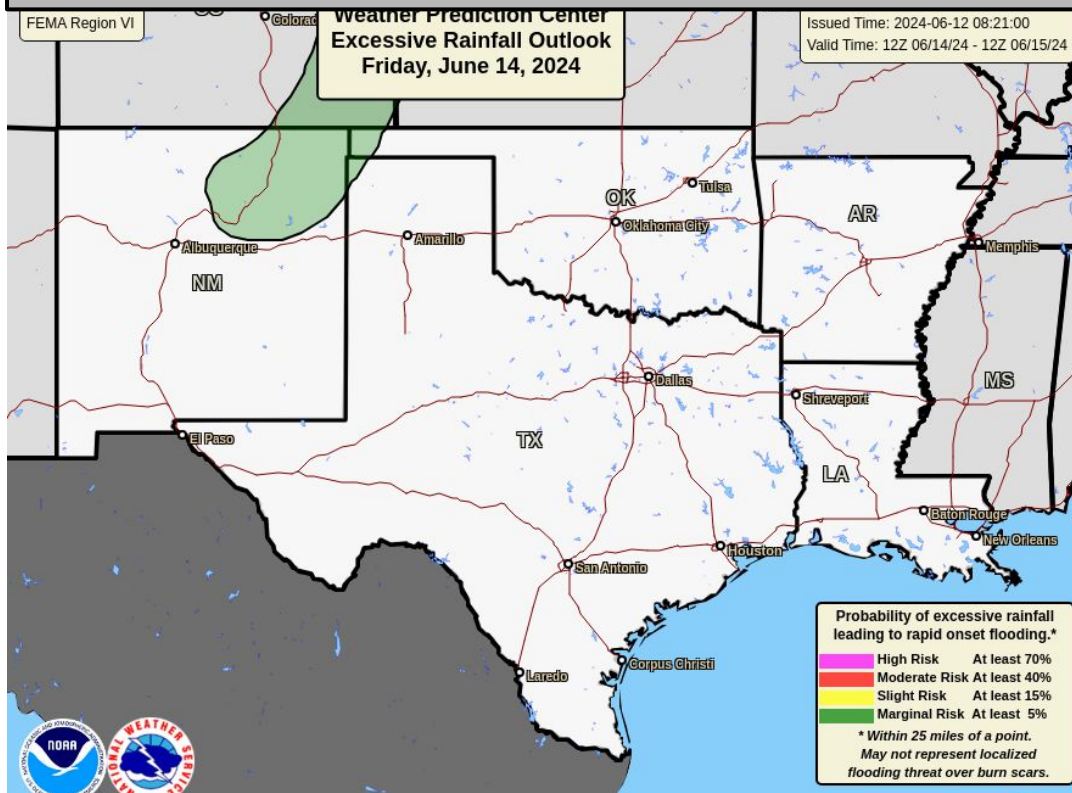 FEMA Region VI
Weather Prediction Center
Excessive Rainfall Outlook
Friday, June 14, 2024
Issued Time: 2024-06-12 08:21:00
Valid Time: 12Z 06/14/24 - 12Z 06/15/24
Tulsa
OK
Oklahoma City
AR
Amarillo
Albuquerque
Memphis
NM
Dallas
MS
Shreveport
El Paso
TX
LA
Baton Rouge
New Orleans
Houston
San Antonio
Corpus Christi
Laredo
Probability of excessive rainfall
leading to rapid onset flooding.*
High Risk At least 70%
Moderate Risk At least 40%
Slight Risk At least 15%
Marginal Risk At least 5%
* Within 25 miles of a point.
May not represent localized
flooding threat over burn scars.
NOAA